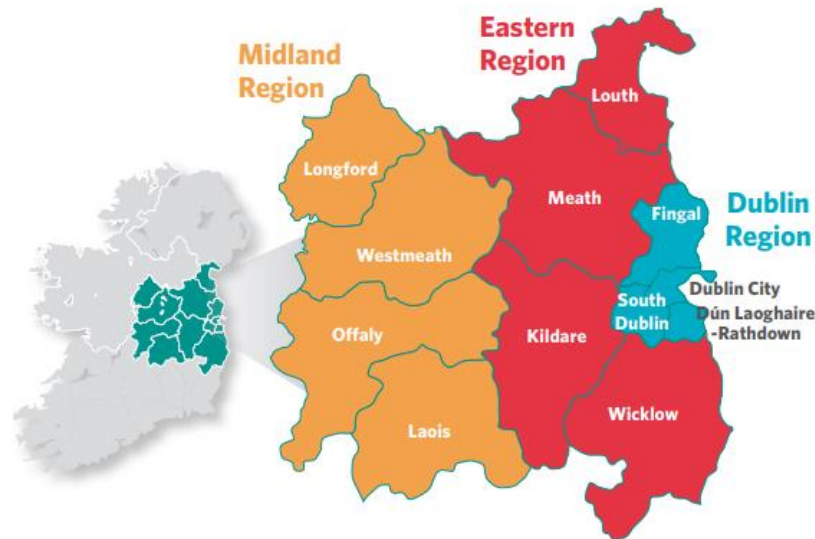 Eastern
Region
Midland
Region
Louth
Longford
Meath
Fingal
Dublin
Region
Westmeath
Dublin City
South
Dublin
Dún Laoghaire
-Rathdown
Offaly
Kildare
Wicklow
Laois